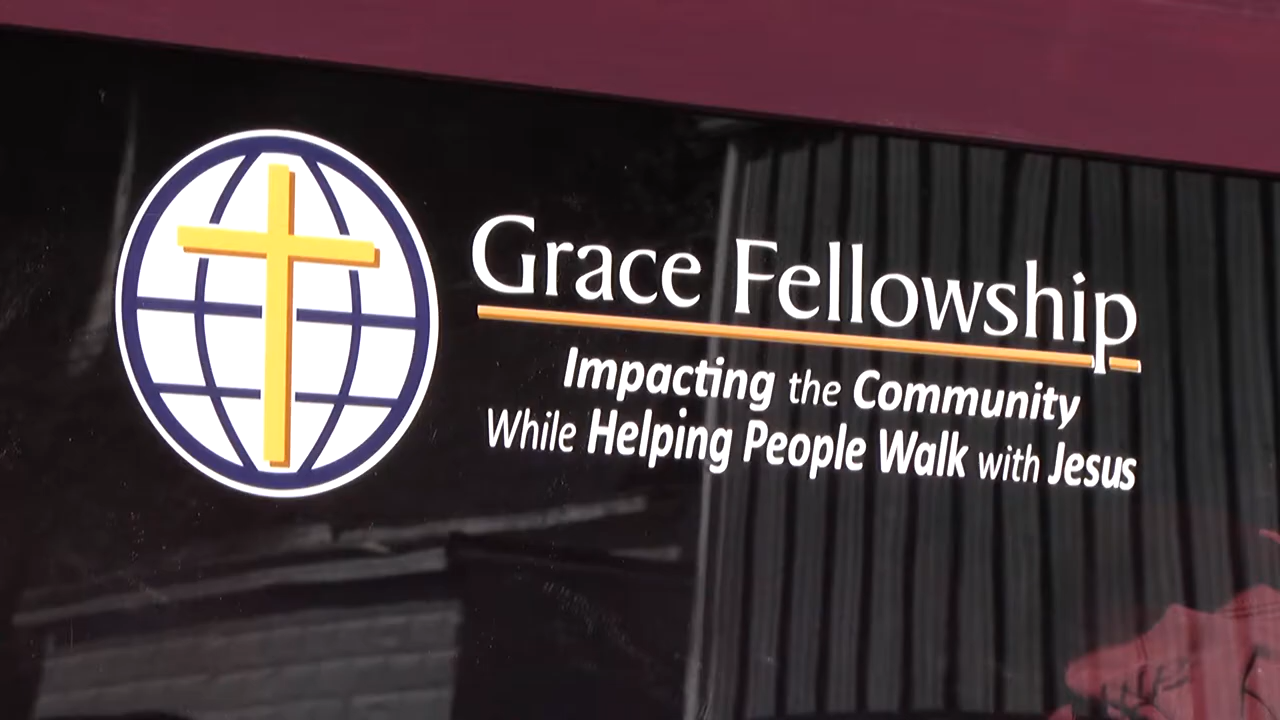 Grace Fellowship
Impacting the Community
While Helping People Walk with Jesus